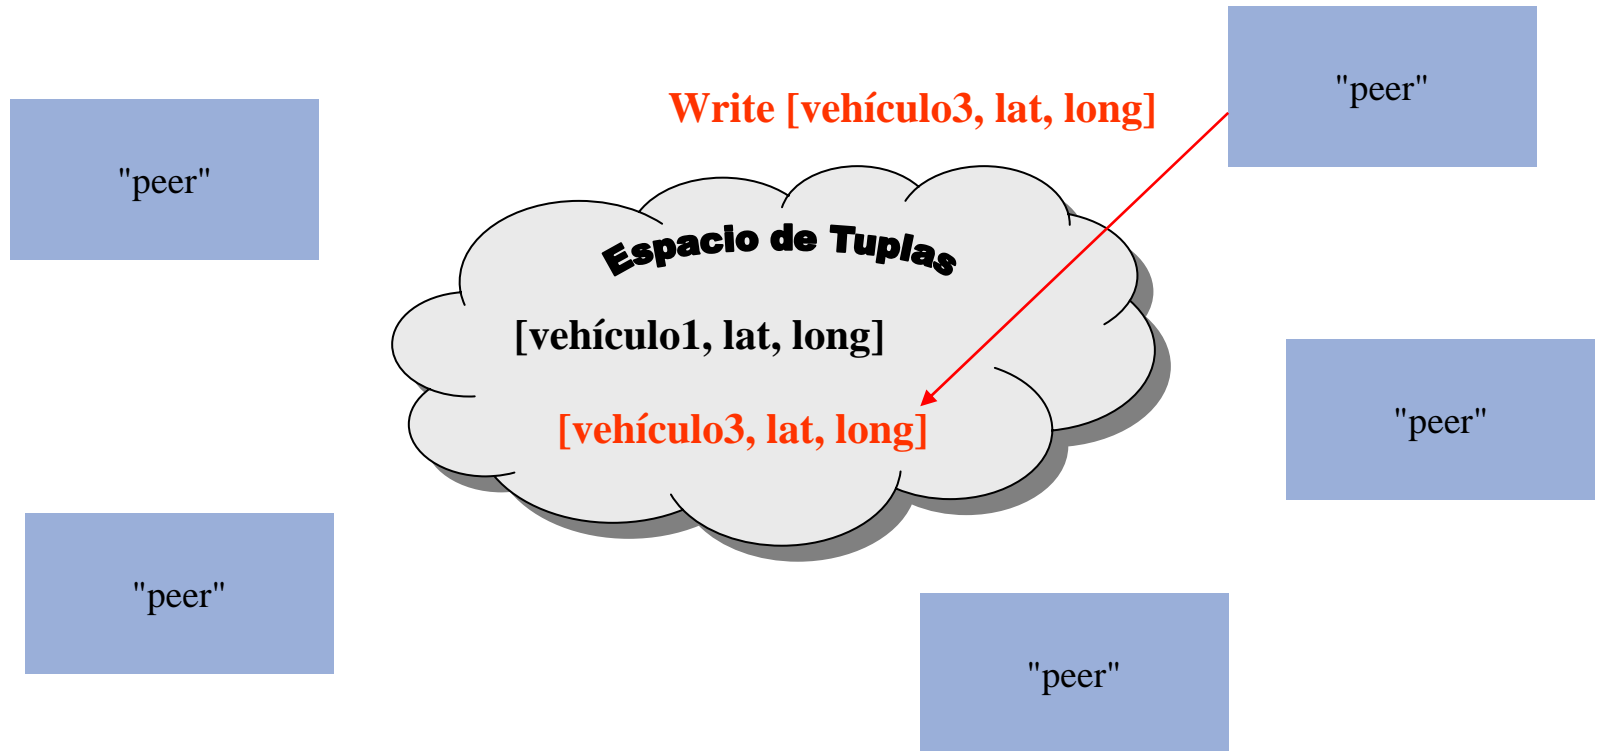 "peer"
Write [vehículo3, lat, long]
"peer"
Espacio de Tuplas
[vehículo1, lat, long]
[vehículo3, lat, long]
"peer"
"peer"
"peer"